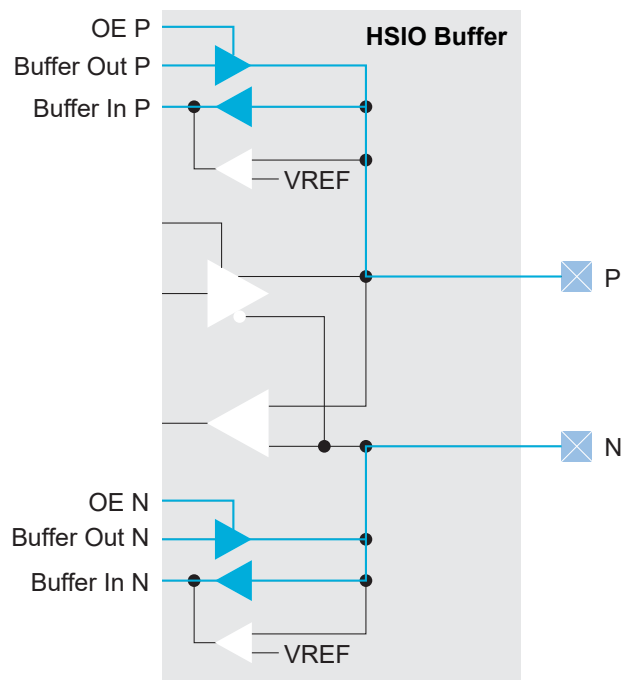 OE P
HSIO Buffer
Buffer Out P
Buffer In P
VREF
P
N
OE N
Buffer Out N
Buffer In N
VREF